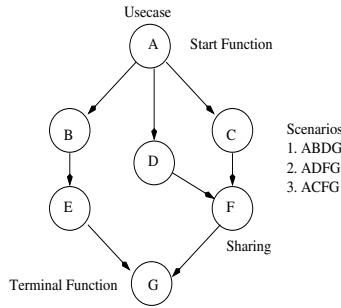 Usecase
A
Start Function
B
C
D
Scenarios
1. ABDG
2. ADFG
3. ACFG
E
F
Sharing
Terminal Function
G